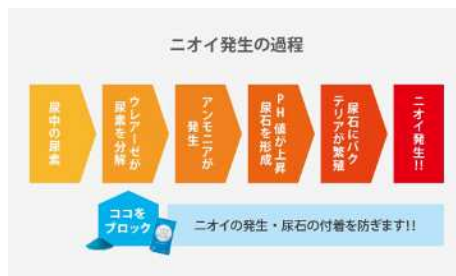 ニオイ発生の過程
尿中の尿素
ウレアーゼが
尿素を分解
アンモニアが
発生
PH値が上昇
尿石を形成
尿石にバク
テリアが繁殖
ニオイ発生!!
ココを
ブロック
ニオイの発生・尿石の付着を防ぎます!!